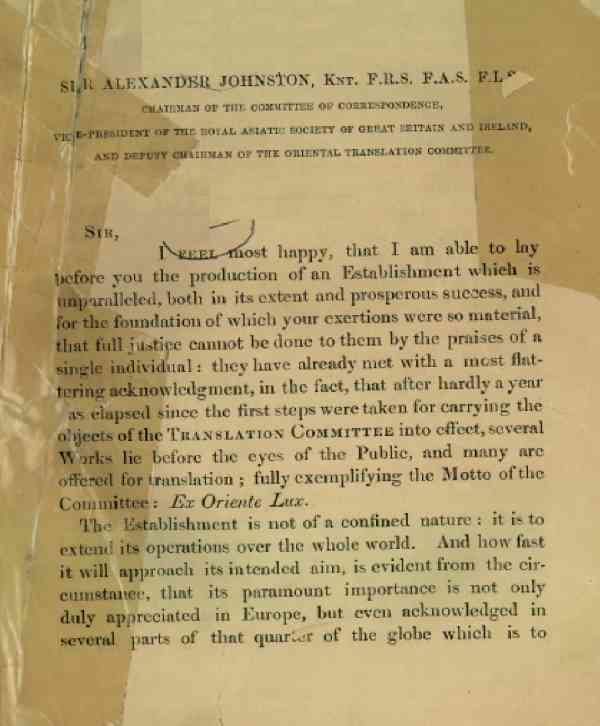 SIR ALEXANDER JOHNSTON, KNT. F.R.S. F.A.S. F.L.S
CHAIRMAN OF THE COMMITTEE OF CORRESPONDENCE,
VICE-PRESIDENT OF THE ROYAL ASIATIC SOCIETY OF GREAT BRITAIN AND IRELAND,
AND DEPUTY CHAIRMAN OF THE ORIENTAL TRANSLATION COMMITTEE.
SIR,
I FEEL most happy, that I am able to lay
before you the production of an Establishment which is
unparalleled, both in its extent and prosperous success, and
for the foundation of which your exertions were so material,
that full justice cannot be done to them by the praises of a
single individual: they have already met with a most flat-
tering acknowledgment, in the fact, that after hardly a year
as elapsed since the first steps were taken for carrying the
objects of the TRANSLATION COMMITTEE into effect, several
Works lie before the eyes of the Public, and many are
offered for translation; fully exemplifying the Motto of the
Committee: Ex Oriente Lux.
The Establishment is not of a confined nature: it is to
extend its operations over the whole world. And how fast
it will approach its intended aim, is evident from the cir-
cumstance, that its paramount importance is not only
duly appreciated in Europe, but even acknowledged in
several parts of that quarter of the globe which is to